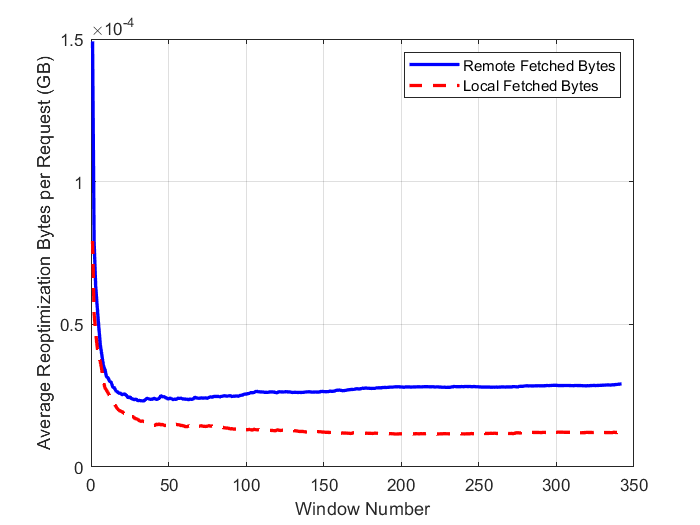 ×10-4
1.5
1
0.5
0
Average Reoptimization Bytes per Request (GB)
Remote Fetched Bytes
Local Fetched Bytes
0 50 100 150 200 250 300 350
Window Number